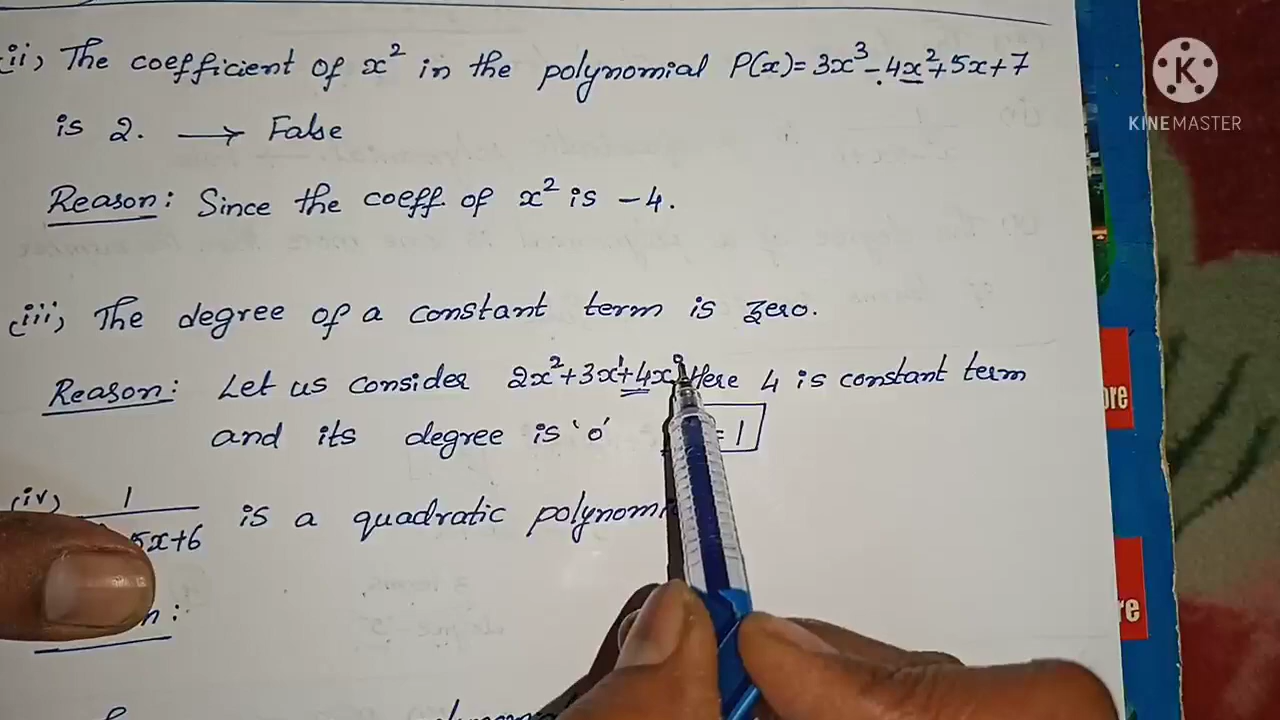 (ii) The coefficient of x² in the polynomial P(x)=3x³-4x²+5x+7
is 2. → False
Reason: Since the coeff. of x² is -4.
(iii) The degree of a constant term is zero.
Reason: Let us consider 2x²+3x¹+4x⁰ Here 4 is constant term
and its degree is '0' =1
(iv) 1
5x+6 is a quadratic
KINEMASTER